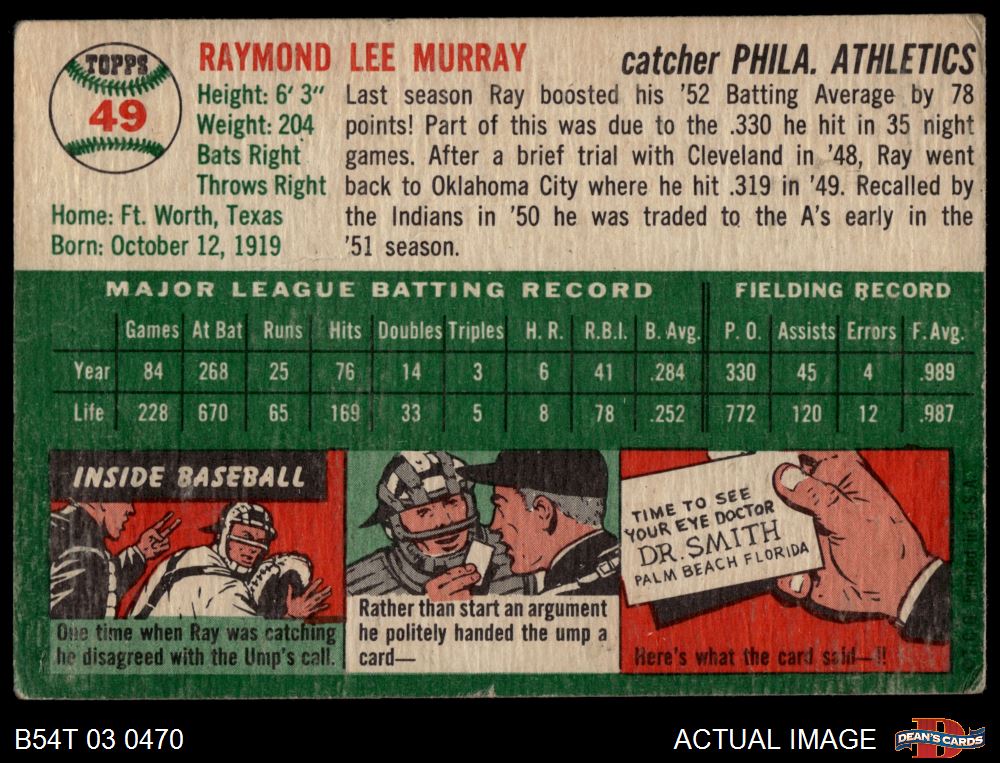 TOPPS
49
RAYMOND LEE MURRAY
catcher PHILA. ATHLETICS
Height: 6' 3"
Weight: 204
Bats Right
Throws Right
Home: Ft. Worth, Texas
Born: October 12, 1919
Last season Ray boosted his '52 Batting Average by 78
points! Part of this was due to the .330 he hit in 35 night
games. After a brief trial with Cleveland in '48, Ray went
back to Oklahoma City where he hit .319 in '49. Recalled by
the Indians in '50 he was traded to the A's early in the
'51 season.
MAJOR LEAGUE BATTING RECORD FIELDING RECORD
Games At Bat Runs Hits Doubles Triples H. R. R.B.I. B. Avg. P. O. Assists Errors F. Avg.
Year 84 268 25 76 14 3 6 41 .284 330 45 4 .989
Life 228 670 65 169 33 5 8 78 .252 772 120 12 .987
INSIDE BASEBALL
One time when Ray was catching
he disagreed with the Ump's call.
Rather than start an argument
he politely handed the ump a
card—
TIME TO SEE
YOUR EYE DOCTOR
DR. SMITH
PALM BEACH FLORIDA
Here's what the card said—!!
B54T 03 0470
ACTUAL IMAGE
DEAN'S CARDS